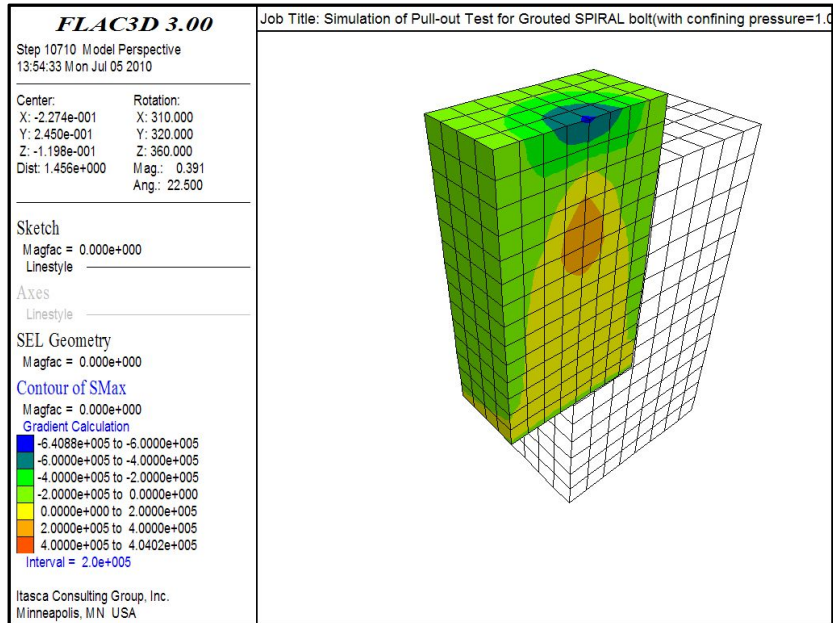 FLAC3D 3.00
Step 10710 Model Perspective
13:54:33 Mon Jul 05 2010
Center:
X: -2.274e-001
Y: 2.450e-001
Z: -1.198e-001
Dist: 1.456e+000
Rotation:
X: 310.000
Y: 320.000
Z: 360.000
Mag.: 0.391
Ang.: 22.500
Sketch
Magfac = 0.000e+000
Linestyle
Axes
Linestyle
SEL Geometry
Magfac = 0.000e+000
Contour of SMax
Magfac = 0.000e+000
Gradient Calculation
-6.4088e+005 to -6.0000e+005
-6.0000e+005 to -4.0000e+005
-4.0000e+005 to -2.0000e+005
-2.0000e+005 to 0.0000e+000
0.0000e+000 to 2.0000e+005
2.0000e+005 to 4.0000e+005
4.0000e+005 to 4.0402e+005
Interval = 2.0e+005
Itasca Consulting Group, Inc.
Minneapolis, MN USA
Job Title: Simulation of Pull-out Test for Grouted SPIRAL bolt(with confining pressure=1.0